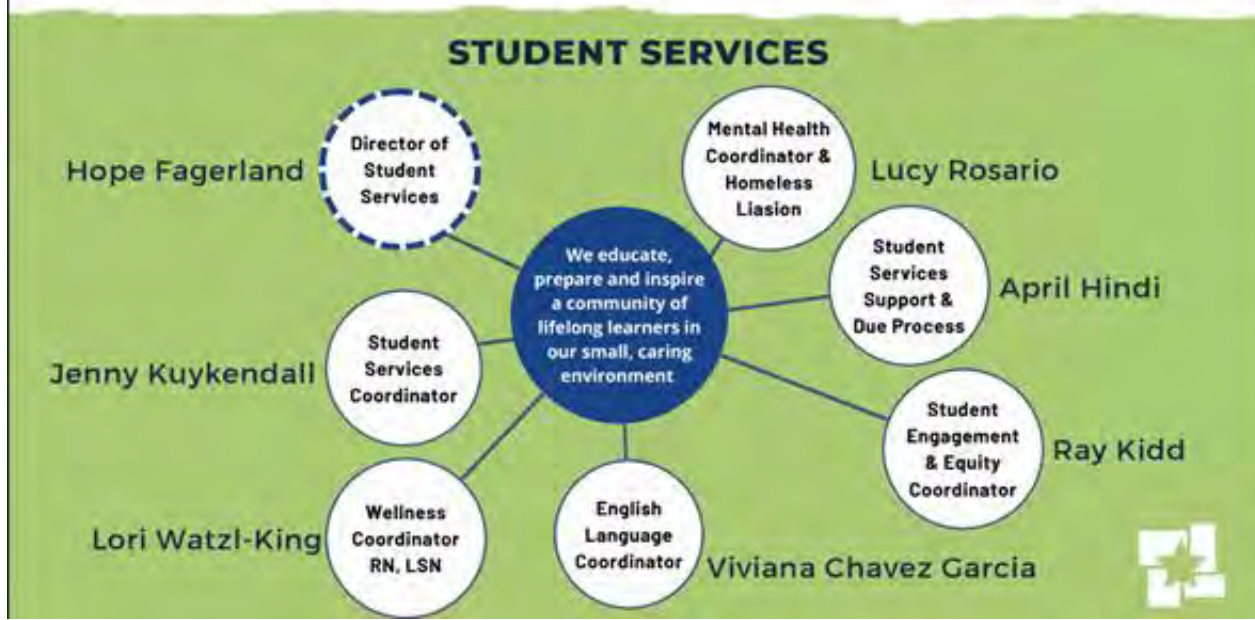 STUDENT SERVICES
Hope Fagerland
Director of
Student
Services
Mental Health
Coordinator &
Homeless
Liasion
Lucy Rosario
We educate,
prepare and inspire
a community of
lifelong learners in
our small, caring
environment
Student
Services
Support &
Due Process
April Hindi
Jenny Kuykendall
Student
Services
Coordinator
Student
Engagement
& Equity
Coordinator
Ray Kidd
Lori Watzl-King
Wellness
Coordinator
RN, LSN
English
Language
Coordinator
Viviana Chavez Garcia